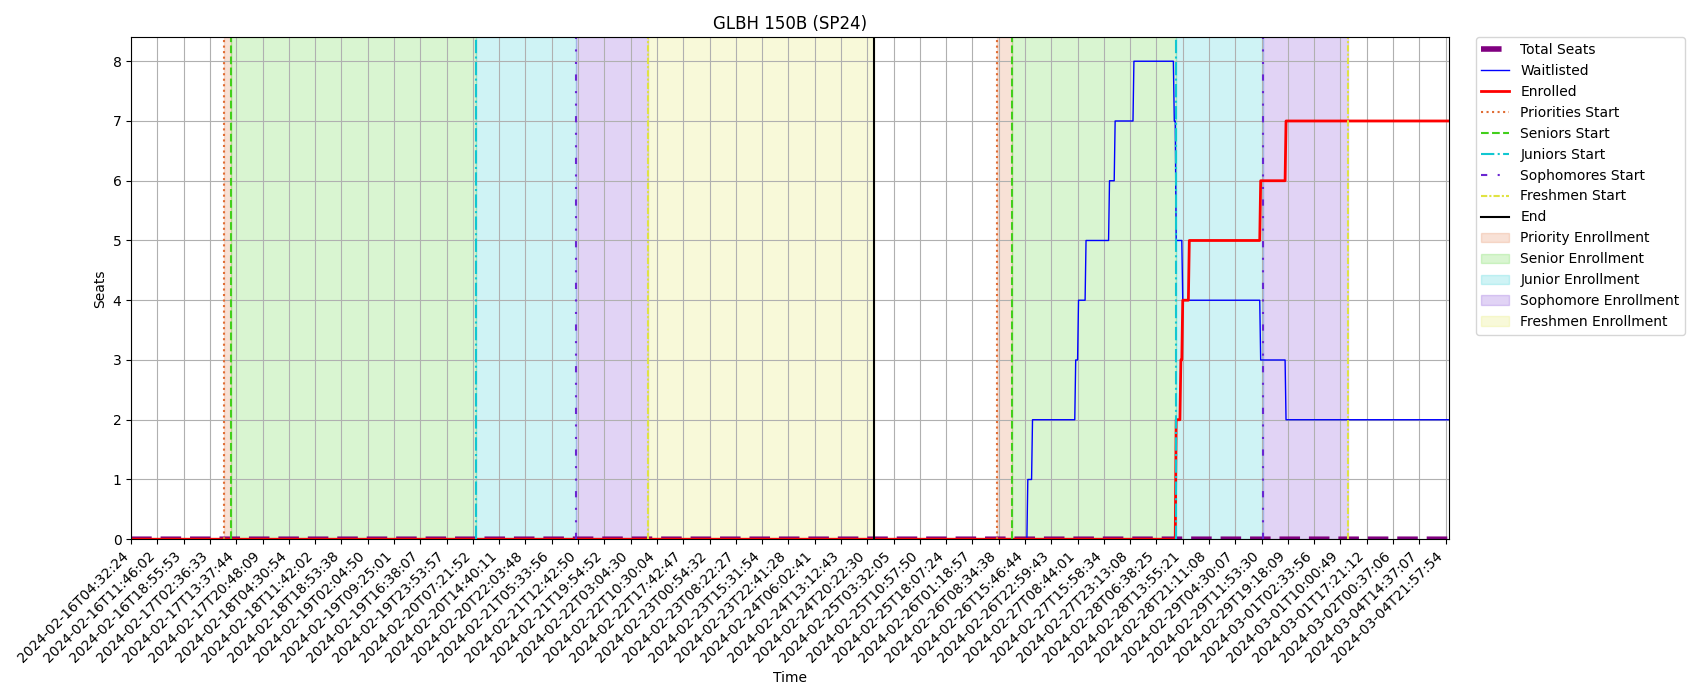 GLBH 150B (SP24)
Total Seats
Waitlisted
Enrolled
Priorities Start
Seniors Start
Juniors Start
Sophomores Start
Freshmen Start
End
Priority Enrollment
Senior Enrollment
Junior Enrollment
Sophomore Enrollment
Freshmen Enrollment
Seats
8
7
6
5
4
3
2
1
0
2024-02-16T04:32:24
2024-02-16T11:46:02
2024-02-16T18:55:53
2024-02-17T02:36:33
2024-02-17T13:37:44
2024-02-17T20:48:09
2024-02-18T04:30:54
2024-02-18T11:42:02
2024-02-18T18:53:38
2024-02-19T02:04:50
2024-02-19T09:25:01
2024-02-19T16:38:07
2024-02-19T23:53:57
2024-02-20T07:21:52
2024-02-20T14:40:11
2024-02-20T22:03:48
2024-02-21T05:33:56
2024-02-21T12:42:50
2024-02-21T19:54:52
2024-02-22T03:04:30
2024-02-22T10:30:04
2024-02-22T17:42:47
2024-02-23T00:54:32
2024-02-23T08:22:27
2024-02-23T15:31:54
2024-02-23T22:41:28
2024-02-24T06:02:41
2024-02-24T13:12:43
2024-02-24T20:22:30
2024-02-25T03:32:05
2024-02-25T10:57:50
2024-02-25T18:07:24
2024-02-26T01:18:57
2024-02-26T08:34:38
2024-02-26T15:46:44
2024-02-26T22:59:43
2024-02-27T08:44:01
2024-02-27T15:58:34
2024-02-27T23:13:08
2024-02-28T06:38:25
2024-02-28T13:55:21
2024-02-28T21:11:08
2024-02-29T04:30:07
2024-02-29T11:53:30
2024-02-29T19:18:09
2024-03-01T02:33:56
2024-03-01T10:00:49
2024-03-01T17:21:12
2024-03-02T00:37:06
2024-03-04T14:37:07
2024-03-04T21:57:54
Time